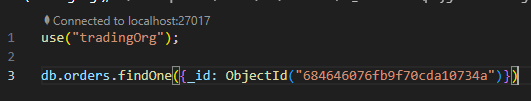 Connected to localhost:27017
1 use("tradingOrg");
2
3 db.orders.findOne({_id: ObjectId("684646076fb9f70cda10734a")})